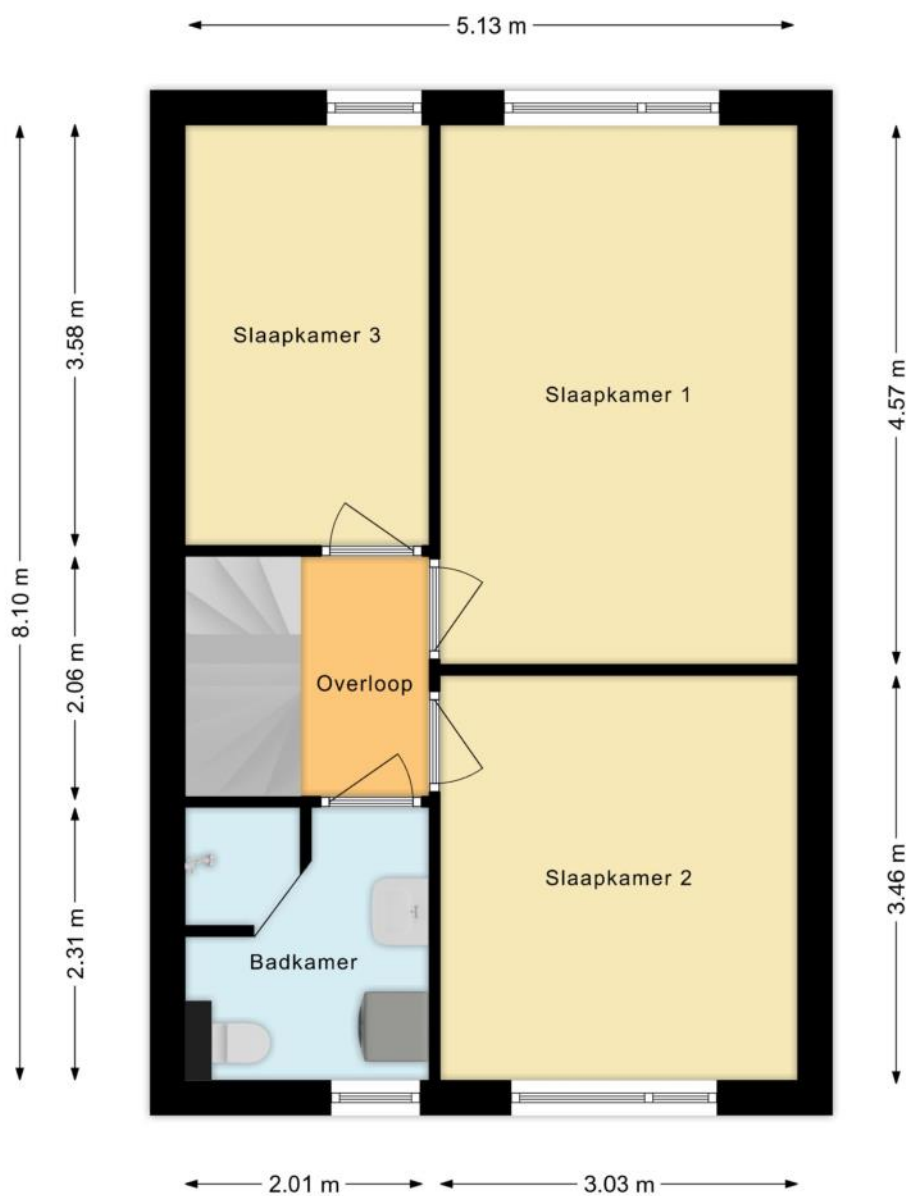 5.13 m
Slaapkamer 3
Slaapkamer 1
3.58 m
4.57 m
8.10 m
2.06 m
Overloop
Slaapkamer 2
3.46 m
2.31 m
Badkamer
2.01 m
3.03 m